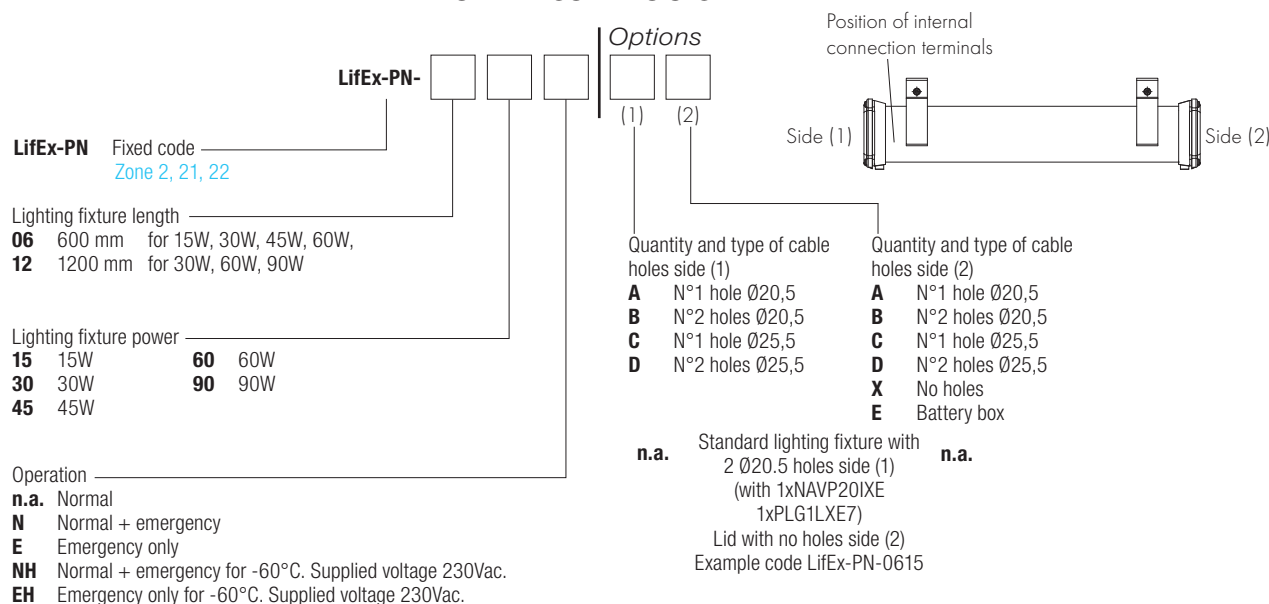 Options
LifEx-PN-
(1) (2)
Position of internal
connection terminals
Side (1)
Side (2)
LifEx-PN Fixed code
Zone 2, 21, 22
Lighting fixture length
06 600 mm for 15W, 30W, 45W, 60W,
12 1200 mm for 30W, 60W, 90W
Lighting fixture power
15 15W 60 60W
30 30W 90 90W
45 45W
Operation
n.a. Normal
N Normal + emergency
E Emergency only
NH Normal + emergency for -60°C. Supplied voltage 230Vac.
EH Emergency only for -60°C. Supplied voltage 230Vac.
Quantity and type of cable
holes side (1)
A N°1 hole Ø20,5
B N°2 holes Ø20,5
C N°1 hole Ø25,5
D N°2 holes Ø25,5
Quantity and type of cable
holes side (2)
A N°1 hole Ø20,5
B N°2 holes Ø20,5
C N°1 hole Ø25,5
D N°2 holes Ø25,5
X No holes
E Battery box
n.a. Standard lighting fixture with n.a.
2 Ø20.5 holes side (1)
(with 1xNAVP20IXE
1xPLG1LXE7)
Lid with no holes side (2)
Example code LifEx-PN-0615